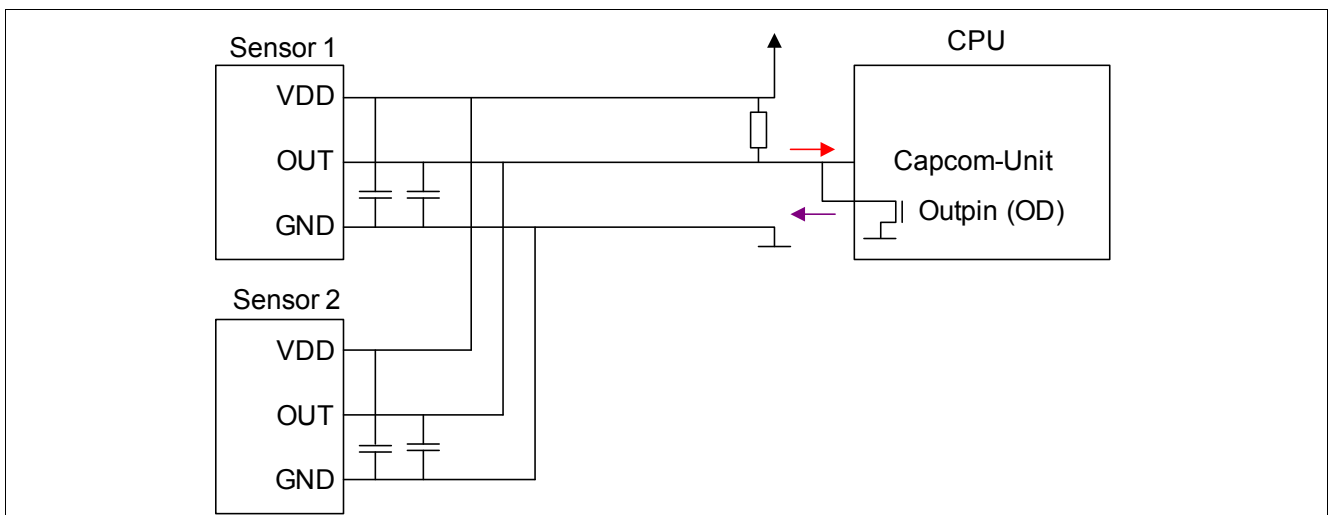 Sensor 1
VDD
OUT
GND
CPU
Capcom-Unit
Outpin (OD)
Sensor 2
VDD
OUT
GND